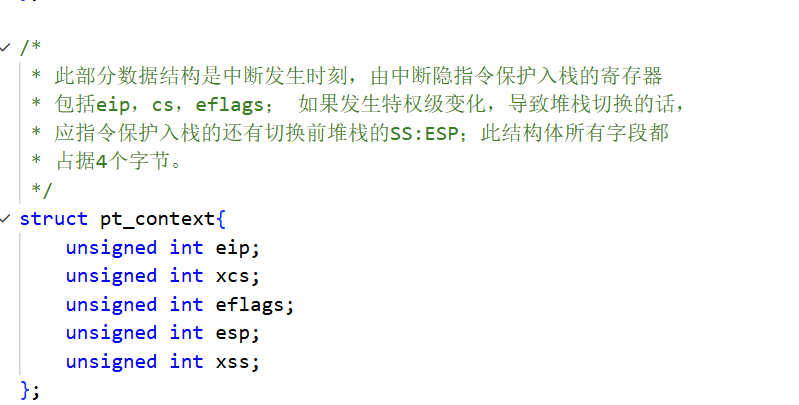 /*
* 此部分数据结构是中断发生时刻，由中断隐指令保护入栈的寄存器
* 包括eip，cs，eflags； 如果发生特权级变化，导致堆栈切换的话，
* 应指令保护入栈的还有切换前堆栈的SS:ESP；此结构体所有字段都
* 占据4个字节。
*/
struct pt_context{
unsigned int eip;
unsigned int xcs;
unsigned int eflags;
unsigned int esp;
unsigned int xss;
};